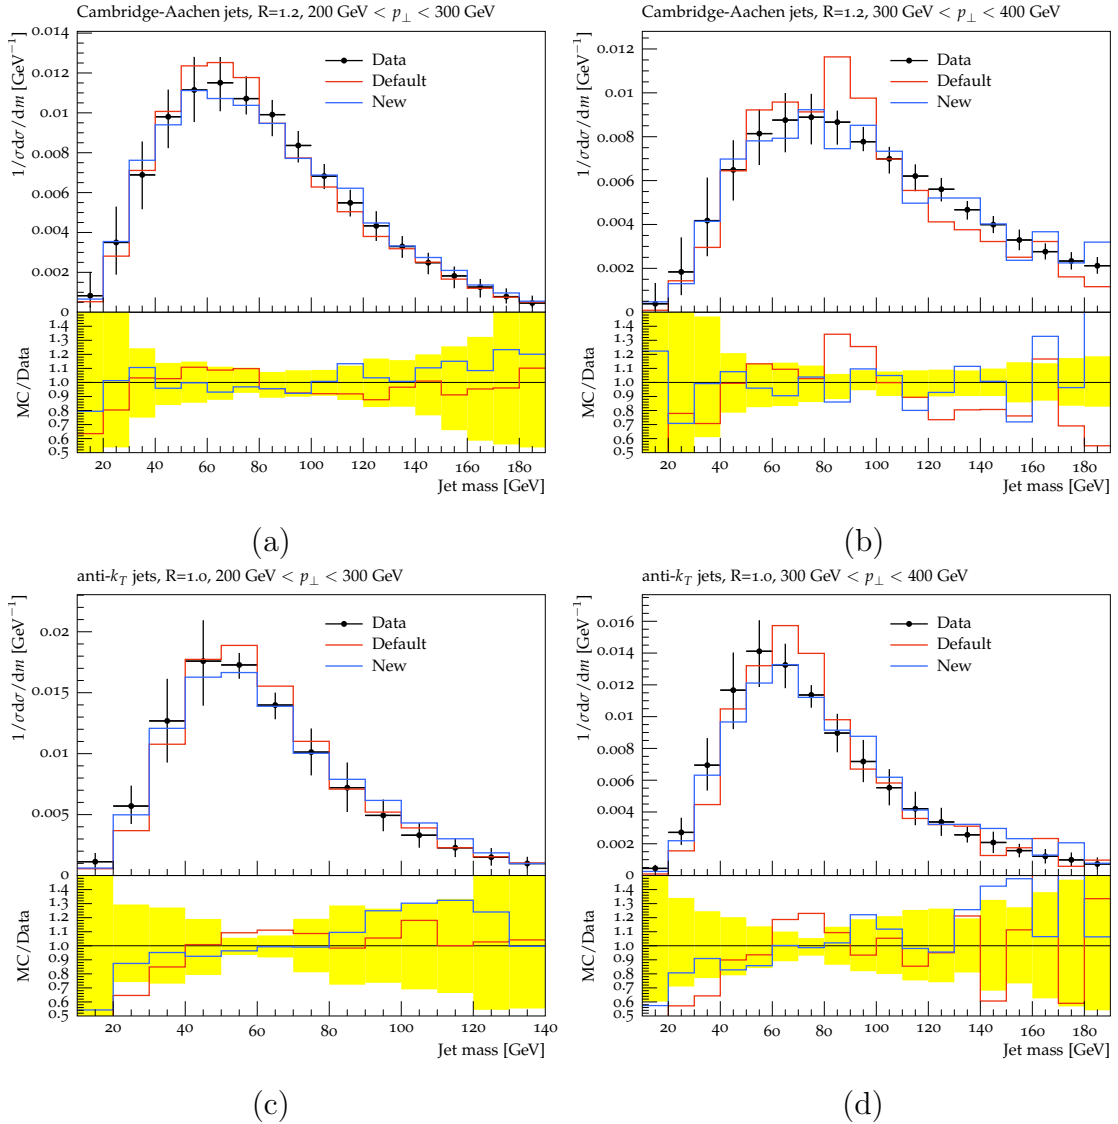 Cambridge-Aachen jets, R=1.2, 200 GeV < p⊥ < 300 GeV
1/σdσ/dm [GeV⁻¹]
0.014
0.012
0.01
0.008
0.006
0.004
0.002
0
Data
Default
New
MC/Data
1.4
1.3
1.2
1.1
1.0
0.9
0.8
0.7
0.6
0.5
20 40 60 80 100 120 140 160 180
Jet mass [GeV]
(a)
Cambridge-Aachen jets, R=1.2, 300 GeV < p⊥ < 400 GeV
1/σdσ/dm [GeV⁻¹]
0.012
0.01
0.008
0.006
0.004
0.002
0
Data
Default
New
MC/Data
1.4
1.3
1.2
1.1
1.0
0.9
0.8
0.7
0.6
0.5
20 40 60 80 100 120 140 160 180
Jet mass [GeV]
(b)
anti-kT jets, R=1.0, 200 GeV < p⊥ < 300 GeV
1/σdσ/dm [GeV⁻¹]
0.02
0.015
0.01
0.005
0
Data
Default
New
MC/Data
1.4
1.3
1.2
1.1
1.0
0.9
0.8
0.7
0.6
0.5
20 40 60 80 100 120 140
Jet mass [GeV]
(c)
anti-kT jets, R=1.0, 300 GeV < p⊥ < 400 GeV
1/σdσ/dm [GeV⁻¹]
0.016
0.014
0.012
0.01
0.008
0.006
0.004
0.002
0
Data
Default
New
MC/Data
1.4
1.3
1.2
1.1
1.0
0.9
0.8
0.7
0.6
0.5
20 40 60 80 100 120 140 160 180
Jet mass [GeV]
(d)